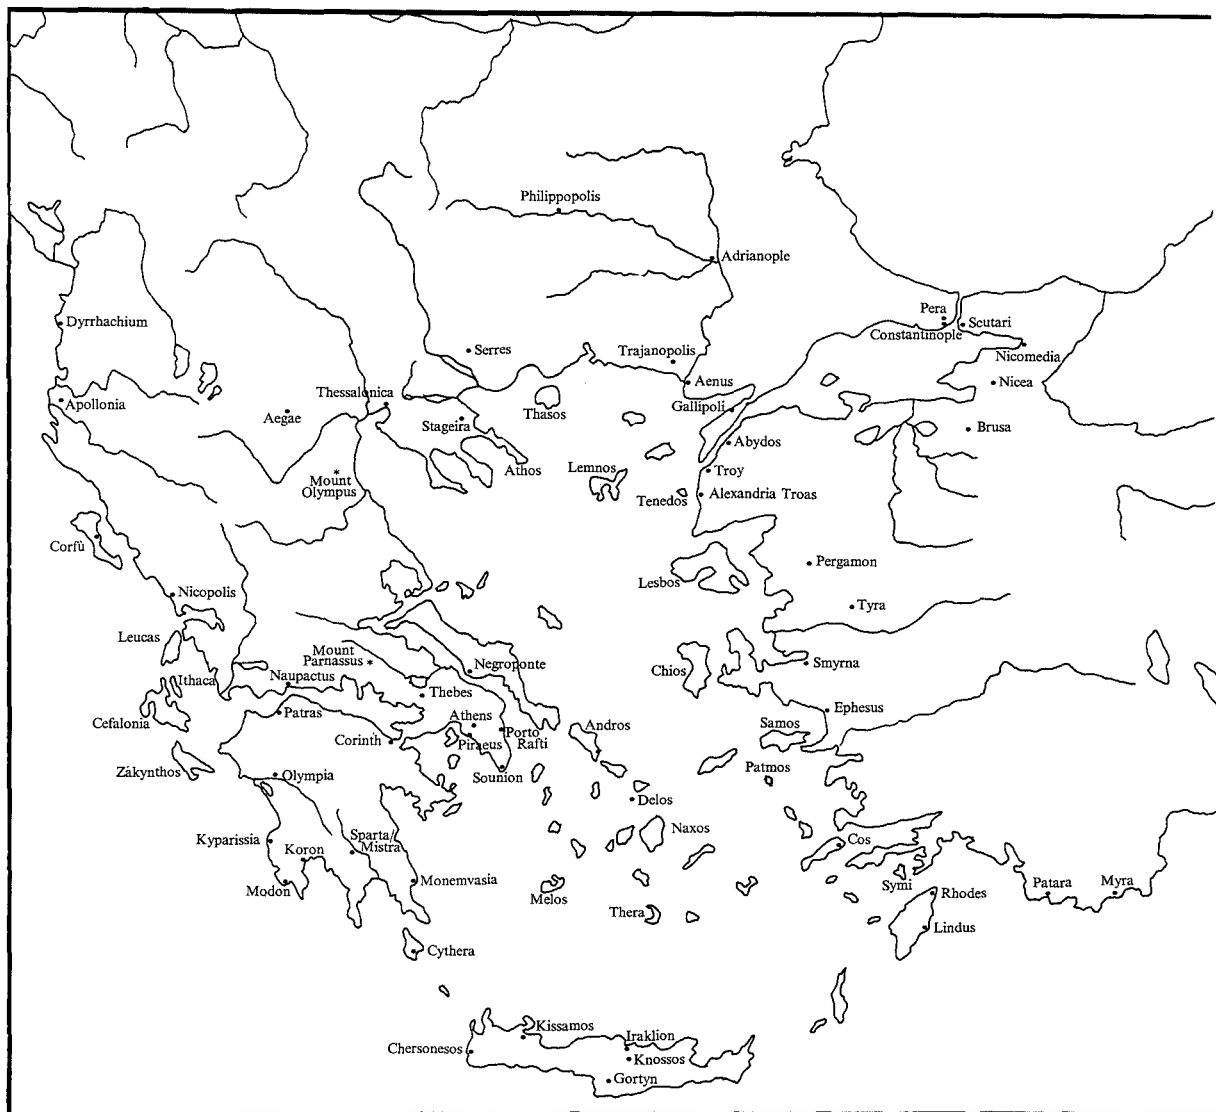 Philippopolis
Adrianople
Pera
Dyrrhachium
Constantinople
Scutari
Serres
Trajanopolis
Nicomedia
Aenus
Nicea
Thessalonica
Apollonia
Aegae
Stageira
Thasos
Gallipoli
Brusa
Abydos
Athos
Lemnos
Troy
Mount
Olympus
Tenedos
Alexandria Troas
Corfù
Pergamon
Lesbos
Nicopolis
Tyra
Leucas
Mount
Parnassus
Negroponte
Chios
Smyrna
Ithaca
Naupactus
Thebes
Cefalonia
Patras
Athens
Andros
Samos
Ephesus
Corinth
Piraeus
Porto
Rafti
Zákynthos
Olympia
Sounion
Patmos
Delos
Naxos
Kyparissia
Koron
Sparta/
Mistra
Cos
Modon
Monemvasia
Melos
Symi
Rhodes
Patara
Myra
Thera
Lindus
Cythera
Kissamos
Iraklion
Chersonesos
Knossos
Gortyn